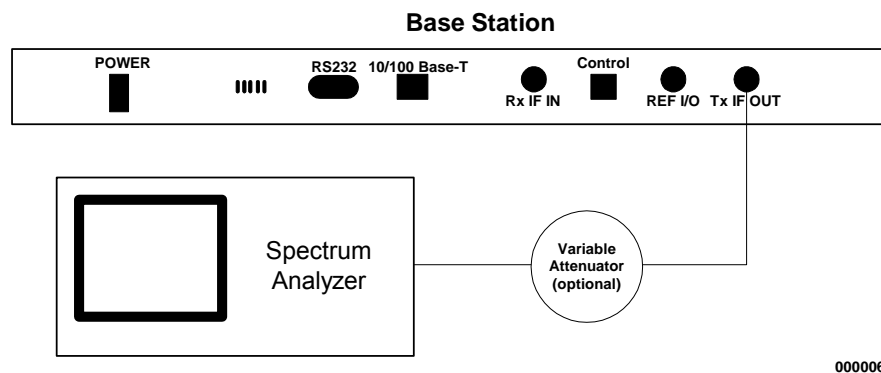 Base Station
POWER
RS232
10/100 Base-T
Rx IF IN
Control
REF I/O
Tx IF OUT
Spectrum
Analyzer
Variable
Attenuator
(optional)
000006